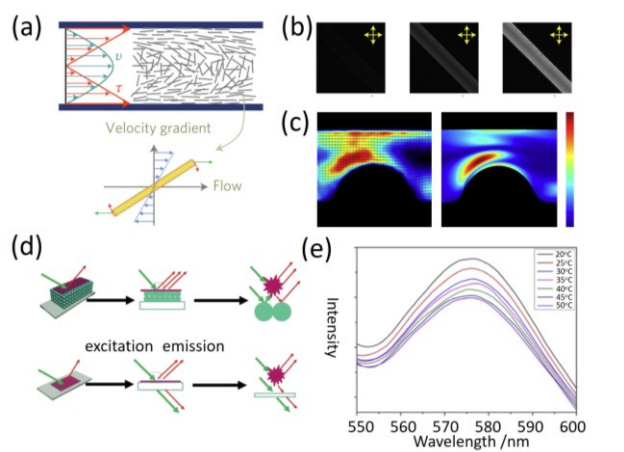 (a)
υ
τ
Velocity gradient
Flow
(b)
(c)
(d)
excitation emission
(e)
Intensity
20°C
25°C
30°C
35°C
40°C
45°C
50°C
550 560 570 580 590 600
Wavelength /nm